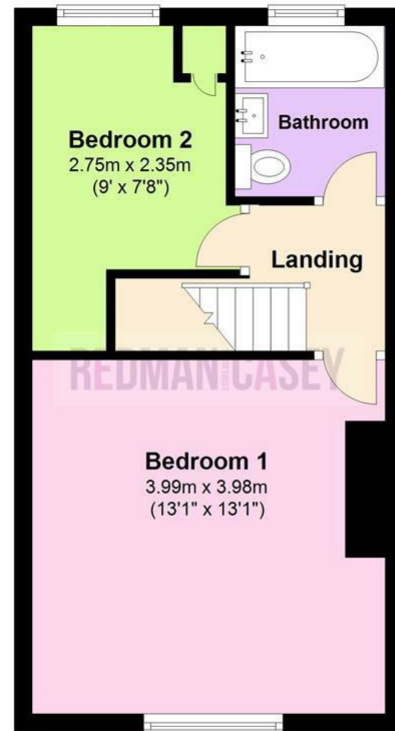 Bathroom
Bedroom 2
2.75m x 2.35m
(9' x 7'8")
Landing
REDMAN CASEY
Bedroom 1
3.99m x 3.98m
(13'1" x 13'1")